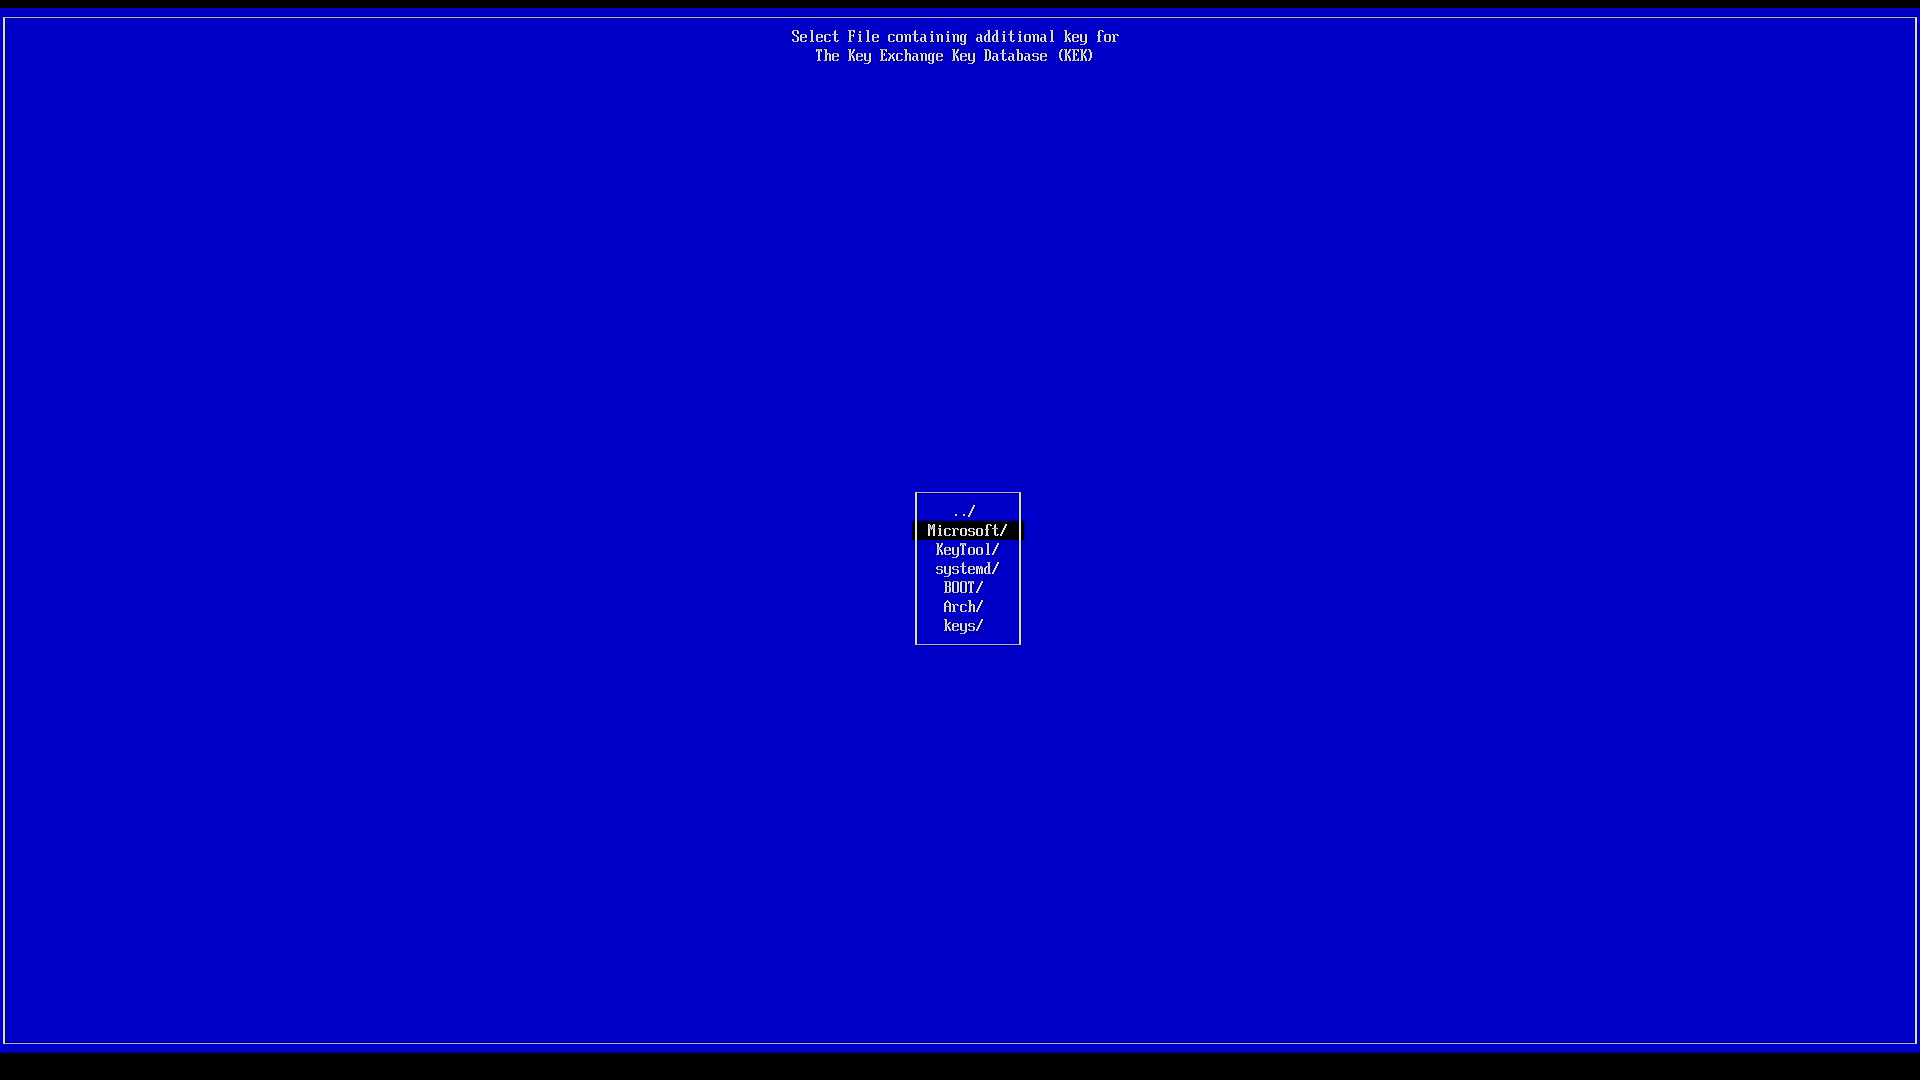 Select File containing additional key for
The Key Exchange Key Database (KEK)
../
Microsoft/
KeyTool/
systemd/
BOOT/
Arch/
keys/